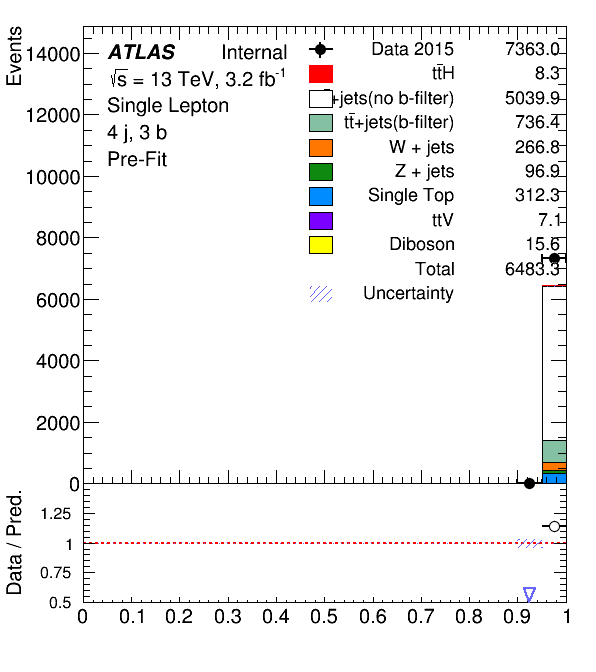 Events
14000
12000
10000
8000
6000
4000
2000
0
ATLAS Internal
√s = 13 TeV, 3.2 fb-1
Single Lepton
4 j, 3 b
Pre-Fit
Data 2015 7363.0
tt̄H 8.3
+jets(no b-filter) 5039.9
tt̄+jets(b-filter) 736.4
W + jets 266.8
Z + jets 96.9
Single Top 312.3
ttV 7.1
Diboson 15.6
Total 6483.3
Uncertainty
Data / Pred.
1.25
1
0.75
0.5
0 0.1 0.2 0.3 0.4 0.5 0.6 0.7 0.8 0.9 1